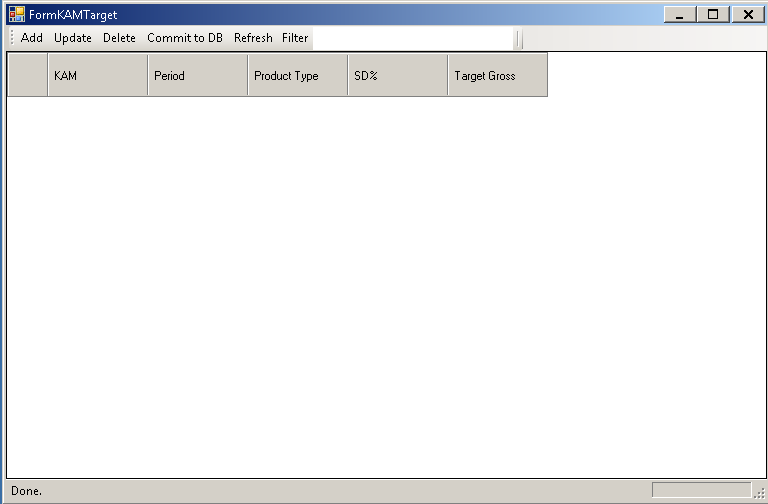 FormKAMTarget
Add Update Delete Commit to DB Refresh Filter
KAM Period Product Type SD% Target Gross
Done.